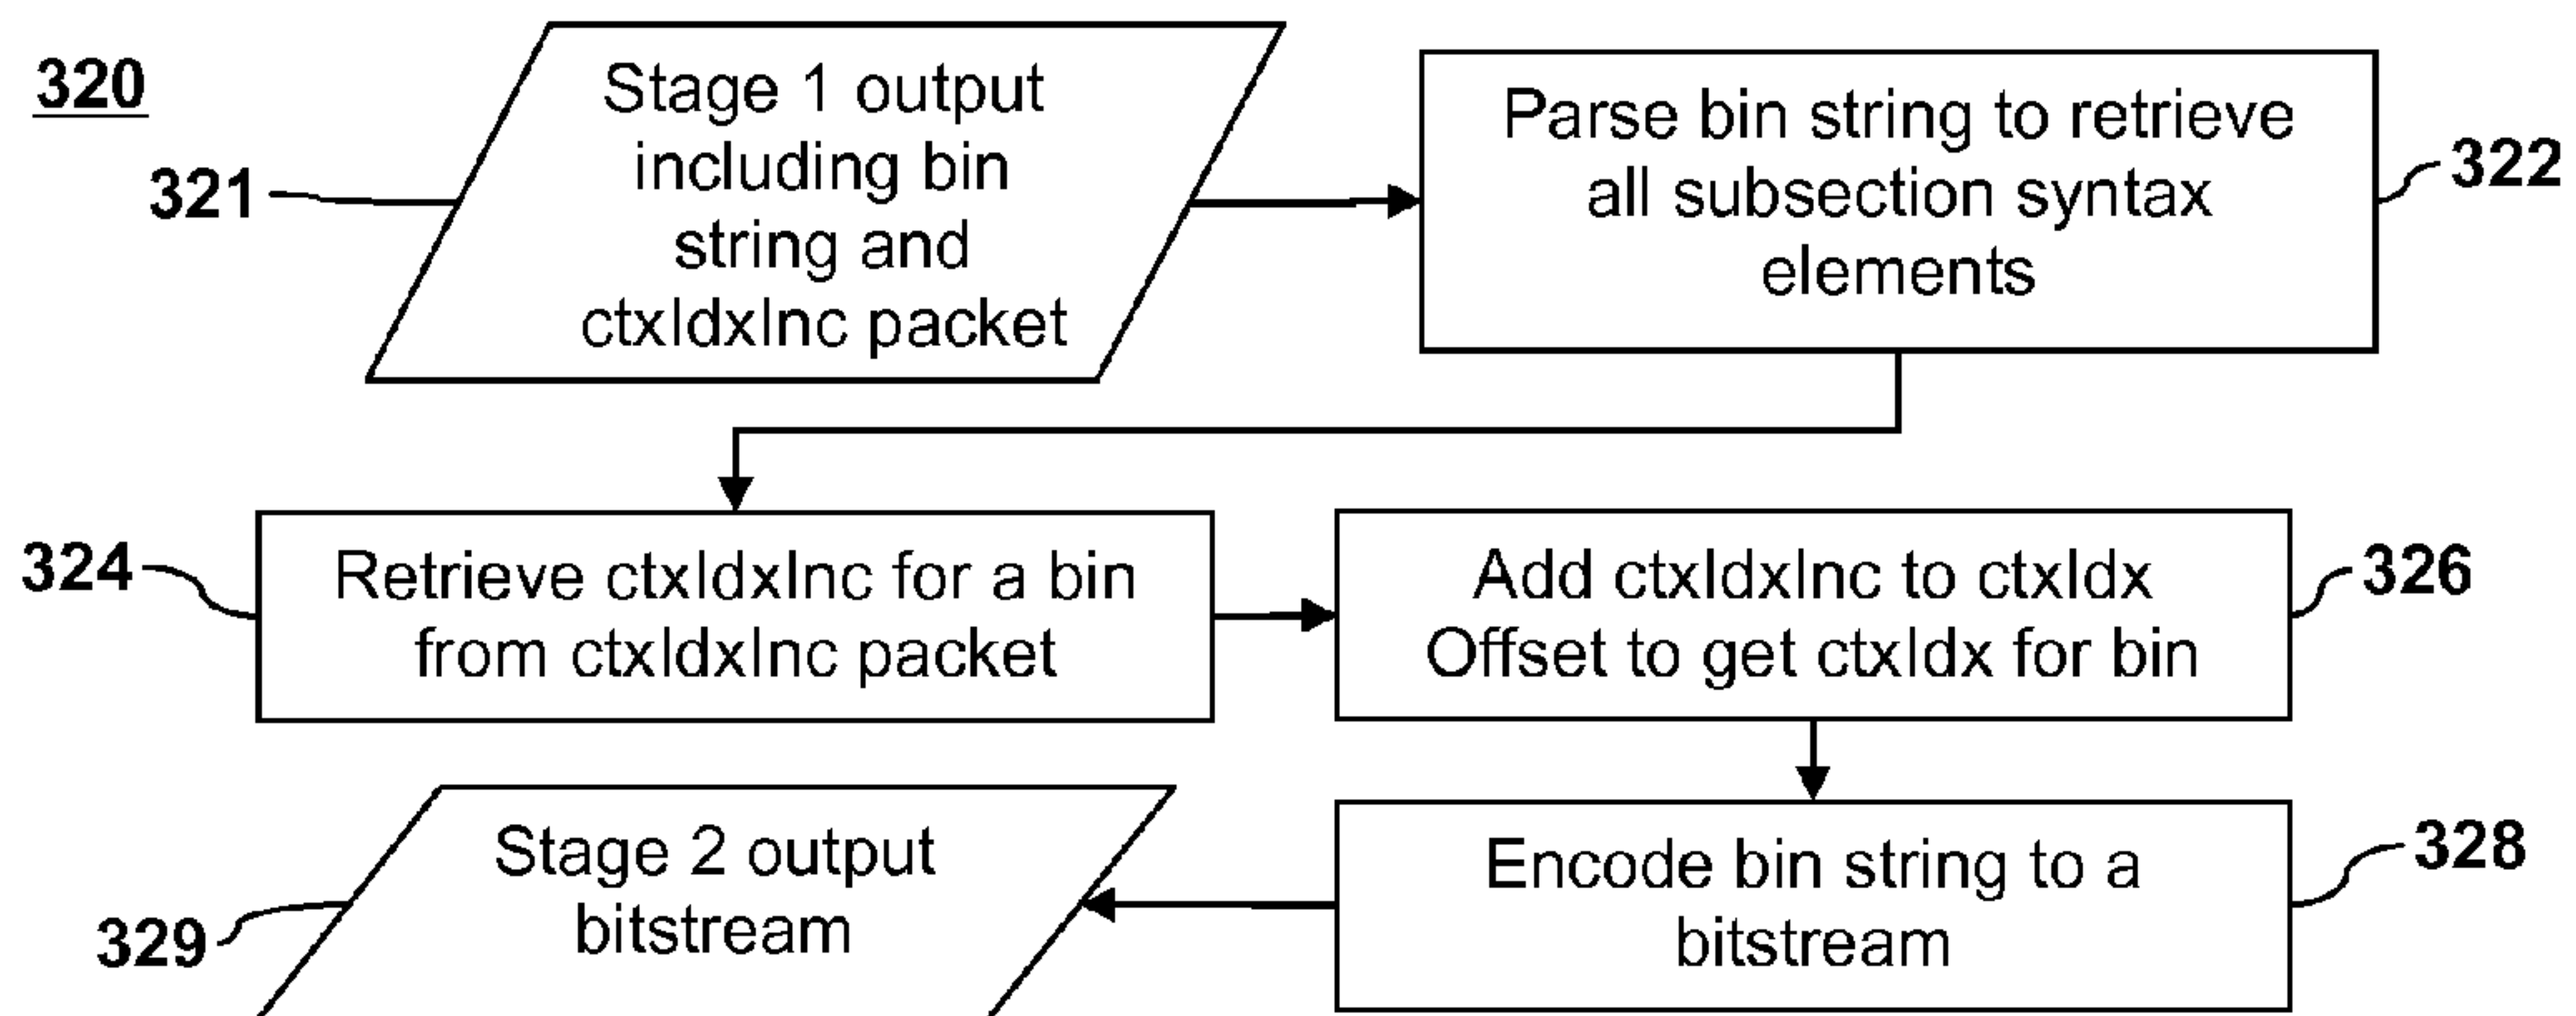 320
321
Stage 1 output
including bin
string and
ctxIdxInc packet
Parse bin string to retrieve
all subsection syntax
elements
322
324
Retrieve ctxIdxInc for a bin
from ctxIdxInc packet
Add ctxIdxInc to ctxIdx
Offset to get ctxIdx for bin
326
329
Stage 2 output
bitstream
Encode bin string to a
bitstream
328